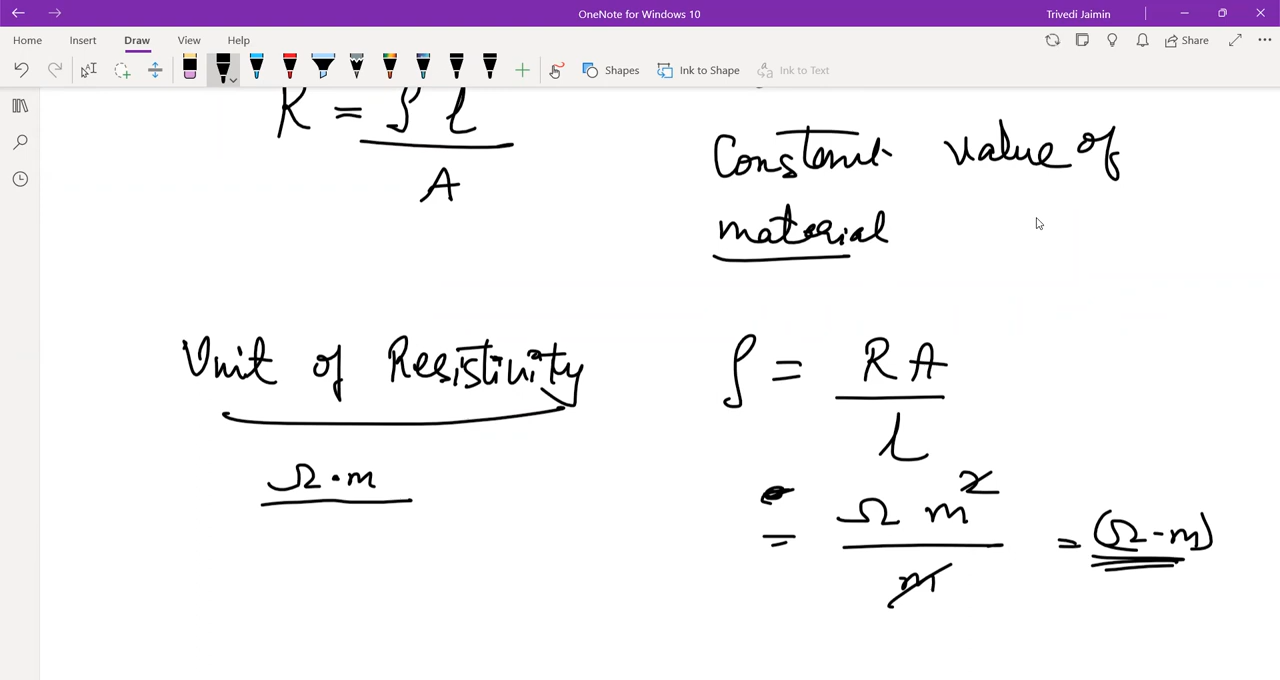 OneNote for Windows 10
Trivedi Jaimin
Home Insert Draw View Help
Share
Shapes Ink to Shape Ink to Text
R = ρ l
A
Constant value of
material
Unit of Resistivity
Ω · m
ρ = R A
l
= Ω m² = (Ω - m)
m